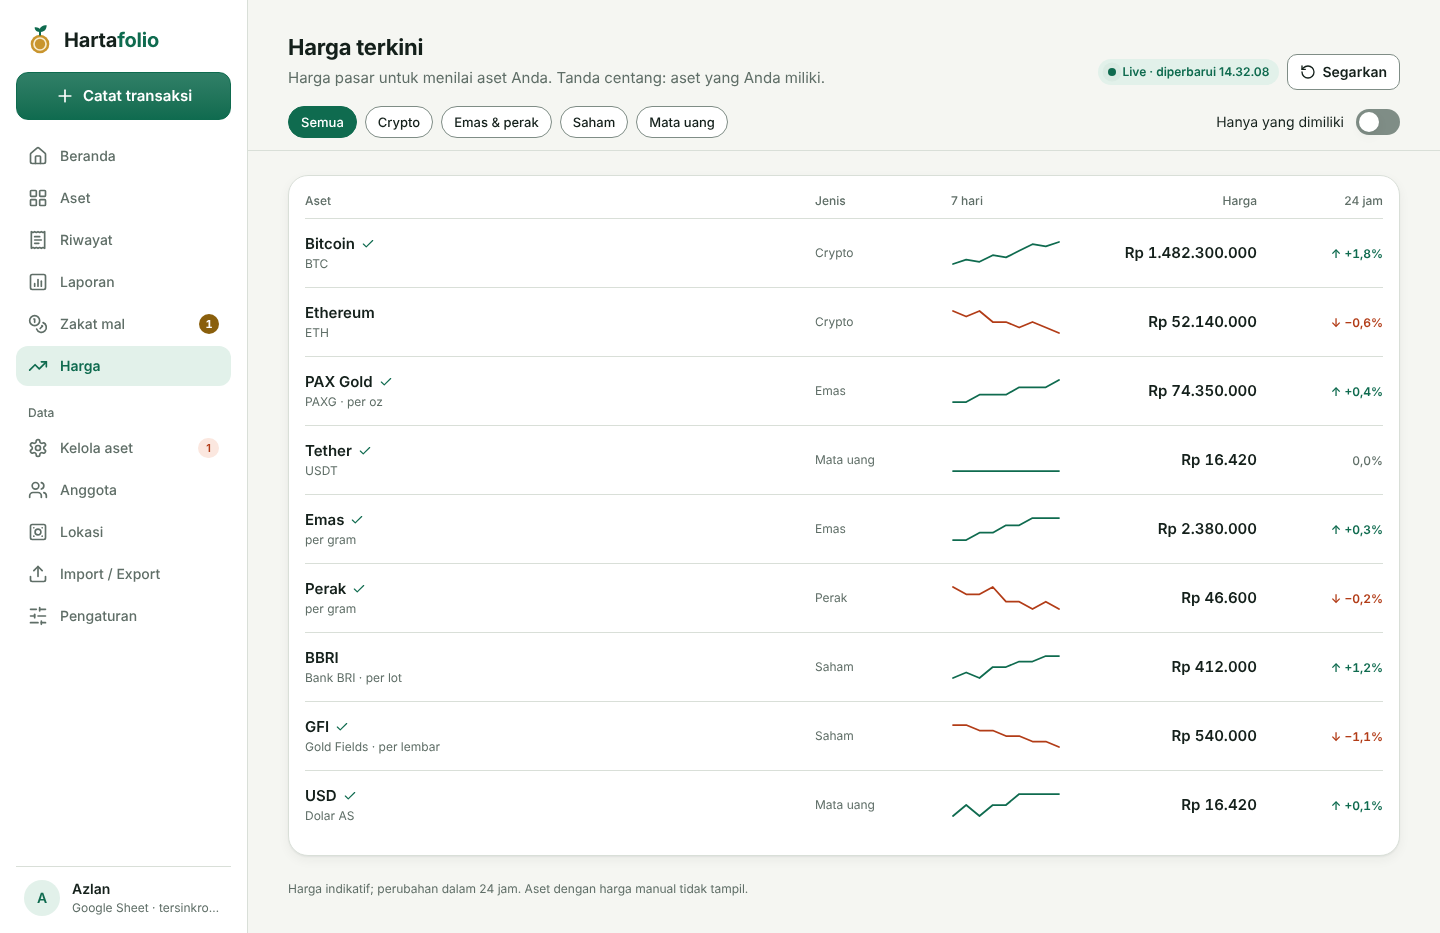 Hartafolio
Catat transaksi
Beranda
Aset
Riwayat
Laporan
Zakat mal 1
Harga
Data
Kelola aset 1
Anggota
Lokasi
Import / Export
Pengaturan
A
Azlan
Google Sheet · tersinkro...
Harga terkini
Harga pasar untuk menilai aset Anda. Tanda centang: aset yang Anda miliki.
Live · diperbarui 14.32.08
Segarkan
Semua Crypto Emas & perak Saham Mata uang
Hanya yang dimiliki
Aset Jenis 7 hari Harga 24 jam
Bitcoin ✓
BTC
Crypto Rp 1.482.300.000 ↑ +1,8%
Ethereum
ETH
Crypto Rp 52.140.000 ↓ −0,6%
PAX Gold ✓
PAXG · per oz
Emas Rp 74.350.000 ↑ +0,4%
Tether ✓
USDT
Mata uang Rp 16.420 0,0%
Emas ✓
per gram
Emas Rp 2.380.000 ↑ +0,3%
Perak ✓
per gram
Perak Rp 46.600 ↓ −0,2%
BBRI
Bank BRI · per lot
Saham Rp 412.000 ↑ +1,2%
GFI ✓
Gold Fields · per lembar
Saham Rp 540.000 ↓ −1,1%
USD ✓
Dolar AS
Mata uang Rp 16.420 ↑ +0,1%
Harga indikatif; perubahan dalam 24 jam. Aset dengan harga manual tidak tampil.